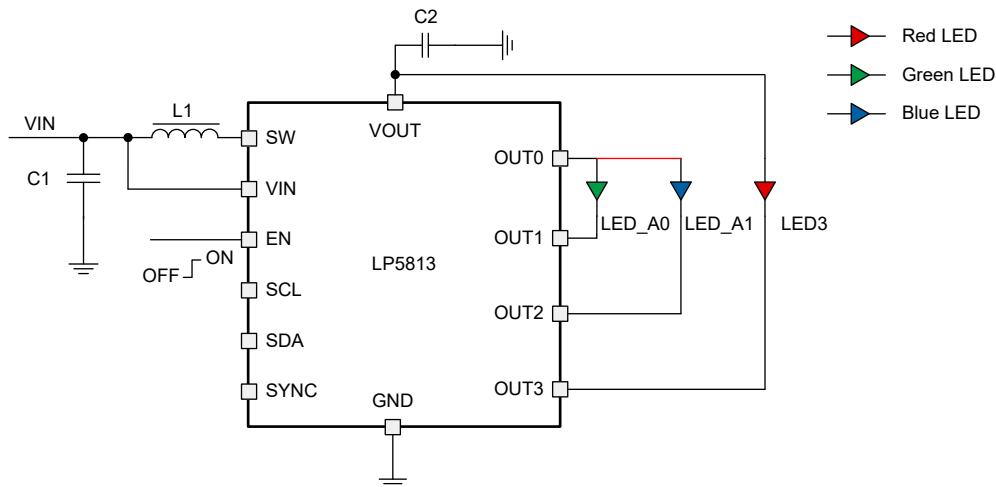 C2
Red LED
Green LED
Blue LED
VIN
L1
SW
VOUT
OUT0
C1
VIN
LED_A0
LED_A1
LED3
EN
OUT1
ON
OFF
LP5813
SCL
OUT2
SDA
SYNC
GND
OUT3